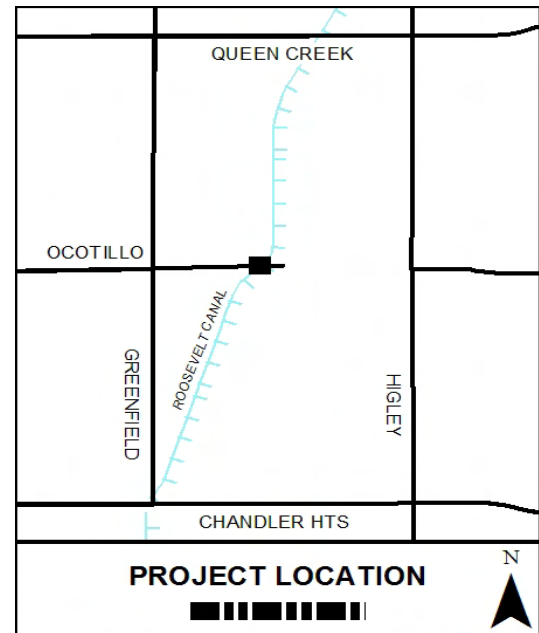 QUEEN CREEK
OCOTILLO
ROOSEVELT CANAL
GREENFIELD
HIGLEY
CHANDLER HTS
PROJECT LOCATION
N